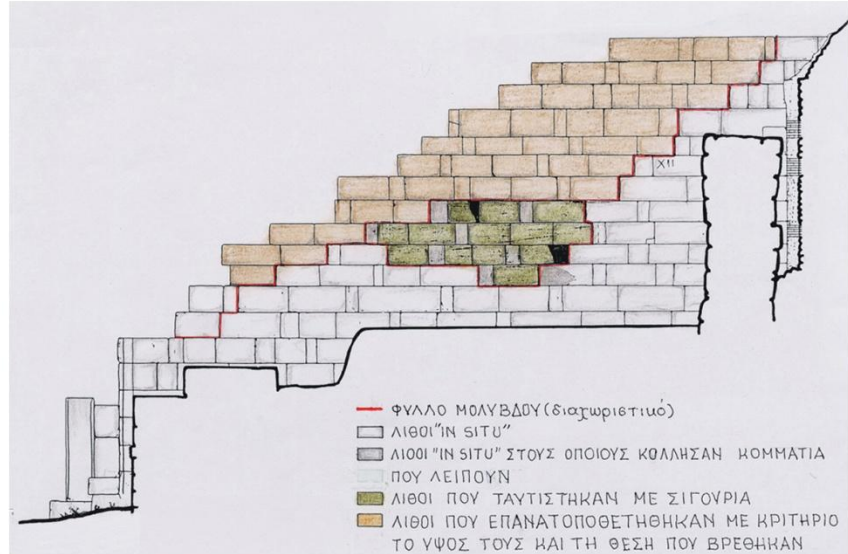 XII
ΦΥΛΛΟ ΜΟΛΥΒΔΟΥ (διαχωριστικό)
ΛΙΘΟΙ "IN SITU"
ΛΙΘΟΙ "IN SITU" ΣΤΟΥΣ ΟΠΟΙΟΥΣ ΚΟΛΛΗΣΑΝ ΚΟΜΜΑΤΙΑ
ΠΟΥ ΛΕΙΠΟΥΝ
ΛΙΘΟΙ ΠΟΥ ΤΑΥΤΙΣΤΗΚΑΝ ΜΕ ΣΙΓΟΥΡΙΑ
ΛΙΘΟΙ ΠΟΥ ΕΠΑΝΑΤΟΠΟΘΕΤΗΘΗΚΑΝ ΜΕ ΚΡΙΤΗΡΙΟ
ΤΟ ΥΨΟΣ ΤΟΥΣ ΚΑΙ ΤΗ ΘΕΣΗ ΠΟΥ ΒΡΕΘΗΚΑΝ